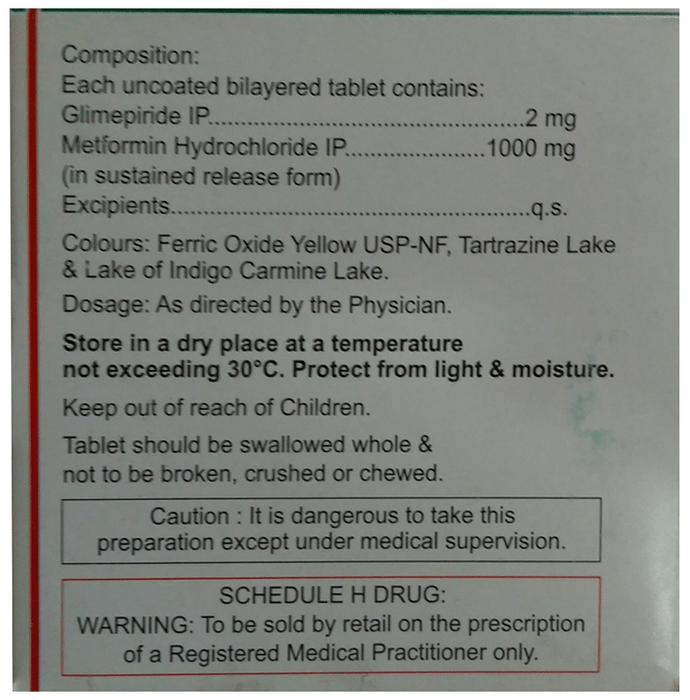 Composition:
Each uncoated bilayered tablet contains:
Glimepiride IP..................................................2 mg
Metformin Hydrochloride IP......................1000 mg
(in sustained release form)
Excipients.......................................................q.s.
Colours: Ferric Oxide Yellow USP-NF, Tartrazine Lake
& Lake of Indigo Carmine Lake.
Dosage: As directed by the Physician.
Store in a dry place at a temperature
not exceeding 30°C. Protect from light & moisture.
Keep out of reach of Children.
Tablet should be swallowed whole &
not to be broken, crushed or chewed.
Caution : It is dangerous to take this
preparation except under medical supervision.
SCHEDULE H DRUG:
WARNING: To be sold by retail on the prescription
of a Registered Medical Practitioner only.